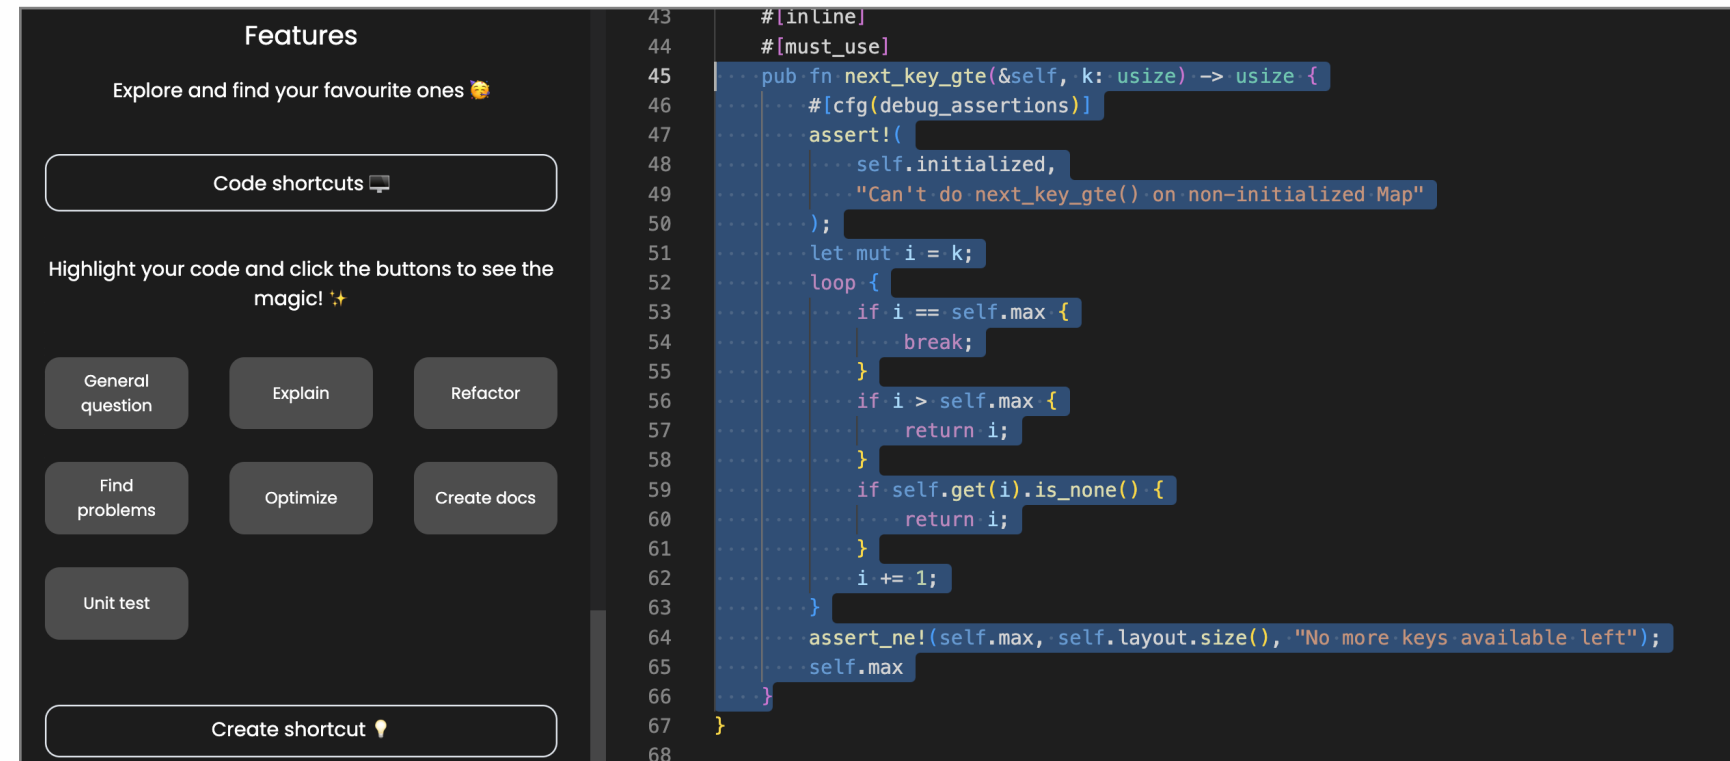 Features
Explore and find your favourite ones 🥳
Code shortcuts 🖥️
Highlight your code and click the buttons to see the
magic! ✨
General
question
Explain
Refactor
Find
problems
Optimize
Create docs
Unit test
Create shortcut 💡
43 #[inline]
44 #[must_use]
45 pub fn next_key_gte(&self, k: usize) -> usize {
46 #[cfg(debug_assertions)]
47 assert!(
48 self.initialized,
49 "Can't do next_key_gte() on non-initialized Map"
50 );
51 let mut i = k;
52 loop {
53 if i == self.max {
54 break;
55 }
56 if i > self.max {
57 return i;
58 }
59 if self.get(i).is_none() {
60 return i;
61 }
62 i += 1;
63 }
64 assert_ne!(self.max, self.layout.size(), "No more keys available left");
65 self.max
66 }
67 }
68